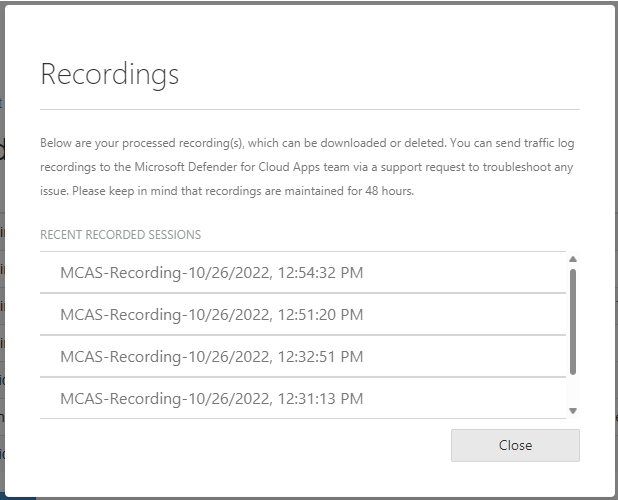 Recordings
Below are your processed recording(s), which can be downloaded or deleted. You can send traffic log
recordings to the Microsoft Defender for Cloud Apps team via a support request to troubleshoot any
issue. Please keep in mind that recordings are maintained for 48 hours.
RECENT RECORDED SESSIONS
MCAS-Recording-10/26/2022, 12:54:32 PM
MCAS-Recording-10/26/2022, 12:51:20 PM
MCAS-Recording-10/26/2022, 12:32:51 PM
MCAS-Recording-10/26/2022, 12:31:13 PM
Close